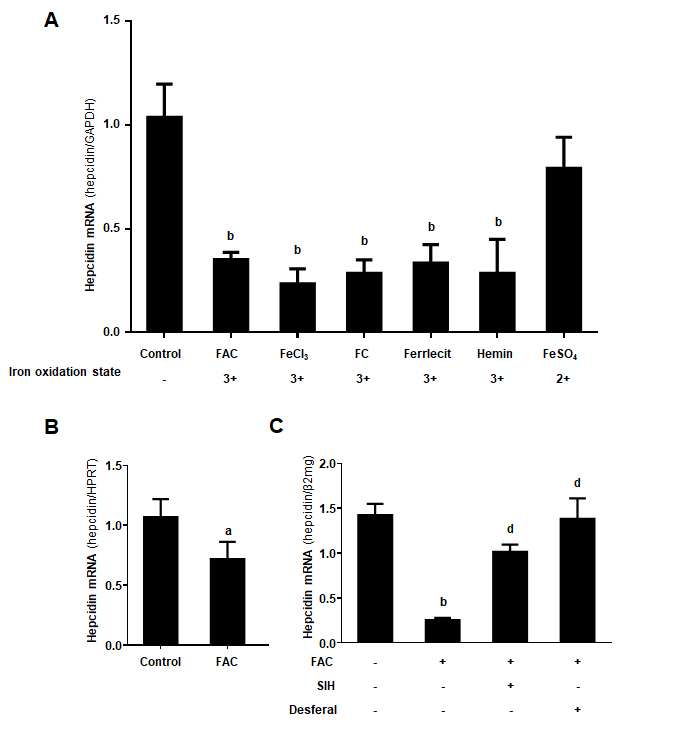 A
Hepcidin mRNA (hepcidin/GAPDH)
1.5
1.0
0.5
0.0
b
b
b
b
b
Control FAC FeCl₃ FC Ferrlecit Hemin FeSO₄
Iron oxidation state
- 3+ 3+ 3+ 3+ 3+ 2+
B
Hepcidin mRNA (hepcidin/HPRT)
1.5
1.0
0.5
0.0
a
Control FAC
C
Hepcidin mRNA (hepcidin/β2mg)
2.0
1.5
1.0
0.5
0.0
b
d
d
FAC - + + +
SIH - - + -
Desferal - - - +